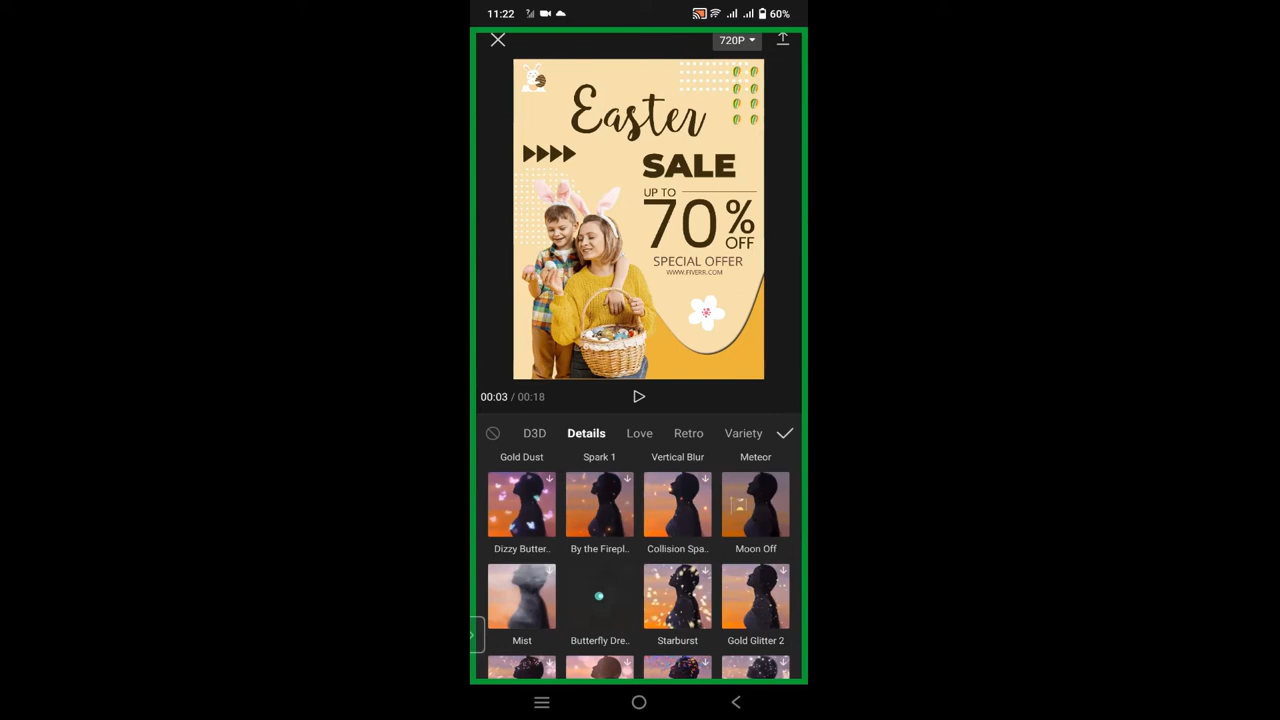 11:22
60%
720P
Easter
SALE
UP TO
70%
OFF
SPECIAL OFFER
WWW.FIVERR.COM
00:03 / 00:18
D3D Details Love Retro Variety
Gold Dust Spark 1 Vertical Blur Meteor
Dizzy Butter.. By the Firepl.. Collision Spa.. Moon Off
Mist Butterfly Dre.. Starburst Gold Glitter 2